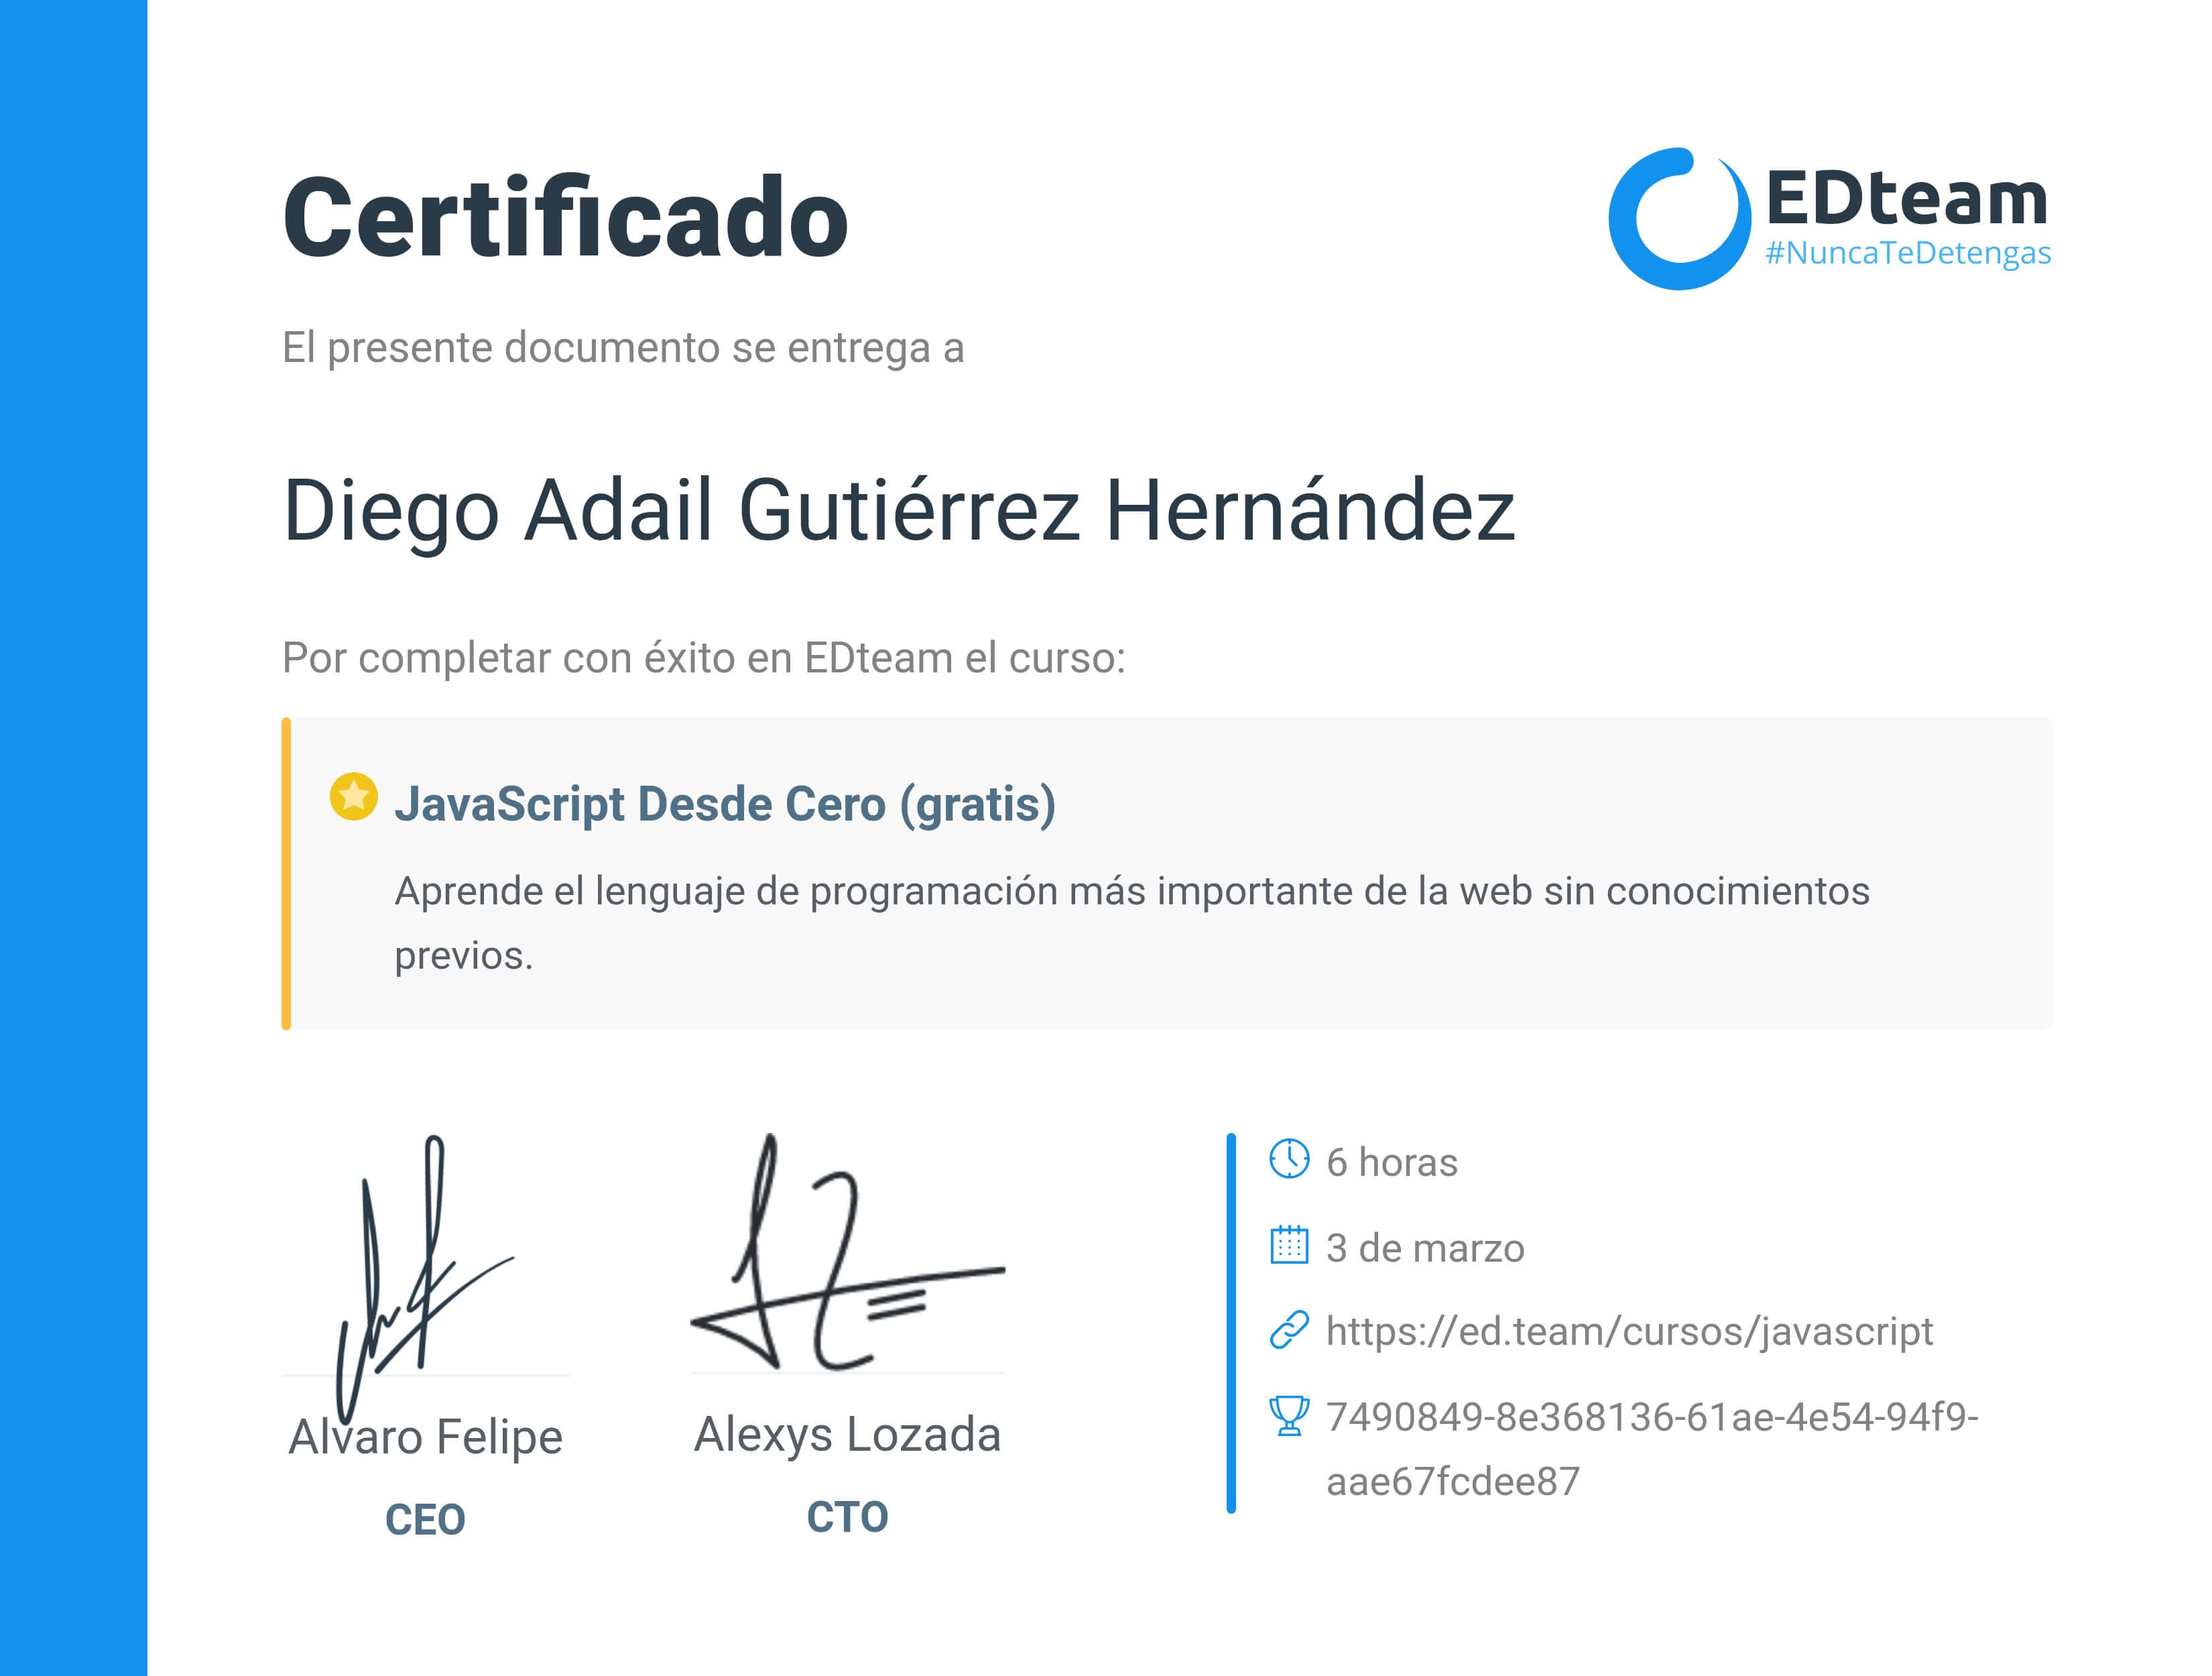 Certificado
EDteam
#NuncaTeDetengas
El presente documento se entrega a
Diego Adail Gutiérrez Hernández
Por completar con éxito en EDteam el curso:
JavaScript Desde Cero (gratis)
Aprende el lenguaje de programación más importante de la web sin conocimientos
previos.
Alvaro Felipe
CEO
Alexys Lozada
CTO
6 horas
3 de marzo
https://ed.team/cursos/javascript
7490849-8e368136-61ae-4e54-94f9-
aae67fcdee87